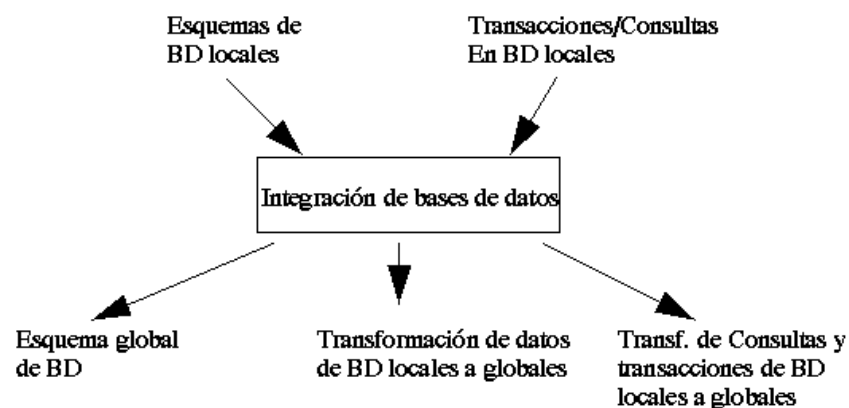 Esquemas de
BD locales
Transacciones/Consultas
En BD locales
Integración de bases de datos
Esquema global
de BD
Transformación de datos
de BD locales a globales
Transf. de Consultas y
transacciones de BD
locales a globales